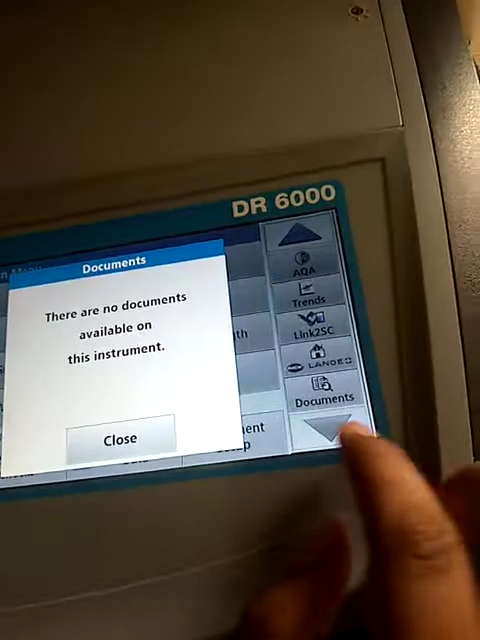 DR 6000
Documents
There are no documents
available on
this instrument.
Close
AQA
Trends
Link2SC
LANGE
Documents